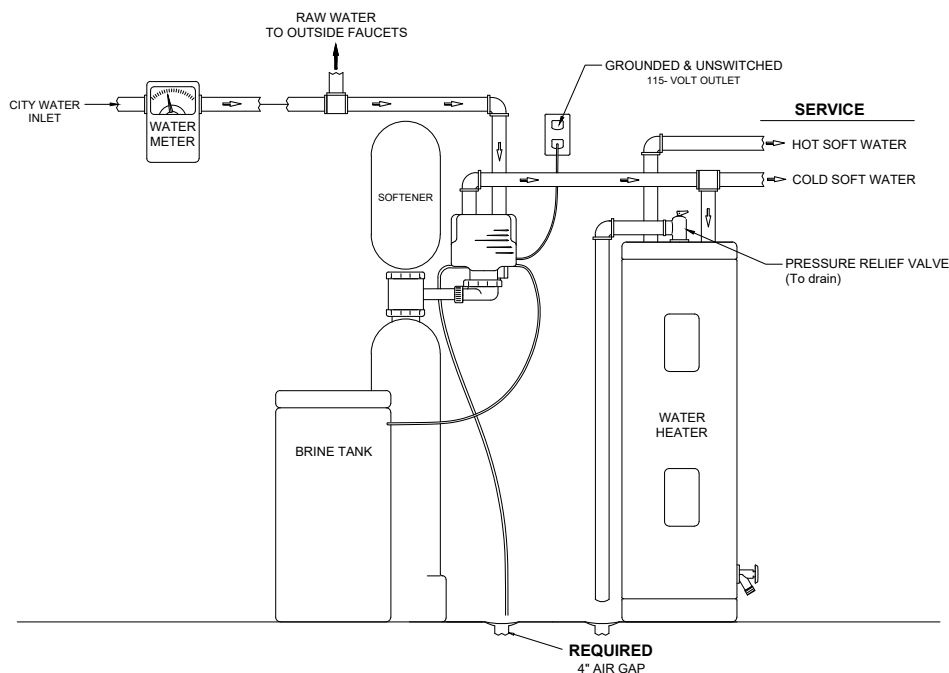 RAW WATER
TO OUTSIDE FAUCETS
GROUNDED & UNSWITCHED
115- VOLT OUTLET
CITY WATER
INLET
WATER
METER
SERVICE
HOT SOFT WATER
COLD SOFT WATER
SOFTENER
PRESSURE RELIEF VALVE
(To drain)
WATER
HEATER
BRINE TANK
REQUIRED
4" AIR GAP